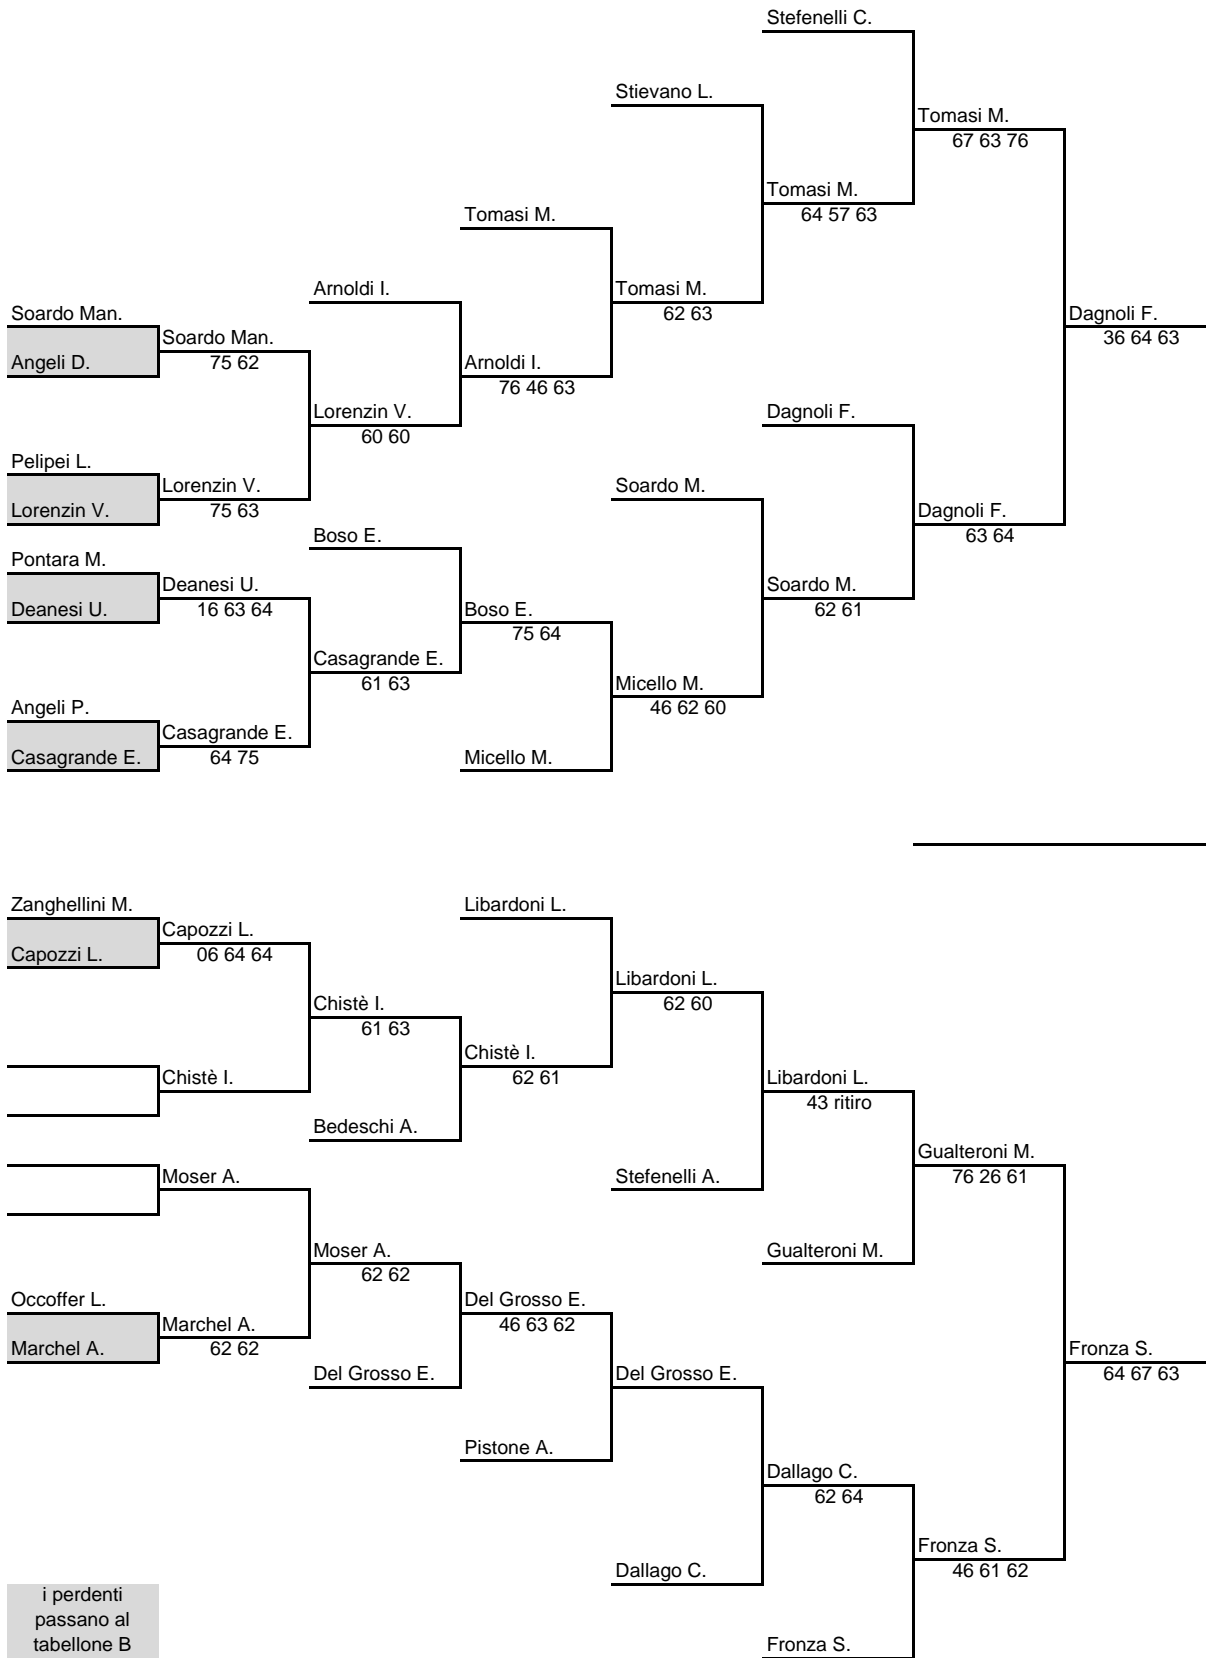 Stefenelli C.
Stievano L.
Tomasi M.
67 63 76
Tomasi M.
64 57 63
Tomasi M.
Arnoldi I.
Tomasi M.
62 63
Soardo Man.
Dagnoli F.
36 64 63
Soardo Man.
75 62
Angeli D.
Arnoldi I.
76 46 63
Lorenzin V.
60 60
Dagnoli F.
Pelipei L.
Lorenzin V.
75 63
Soardo M.
Lorenzin V.
Dagnoli F.
63 64
Boso E.
Pontara M.
Deanesi U.
16 63 64
Soardo M.
62 61
Deanesi U.
Boso E.
75 64
Casagrande E.
61 63
Micello M.
46 62 60
Angeli P.
Casagrande E.
64 75
Casagrande E.
Micello M.
Zanghellini M.
Libardoni L.
Capozzi L.
06 64 64
Capozzi L.
Libardoni L.
62 60
Chistè I.
61 63
Chistè I.
62 61
Chistè I.
Libardoni L.
43 ritiro
Bedeschi A.
Gualteroni M.
76 26 61
Moser A.
Stefenelli A.
Moser A.
62 62
Gualteroni M.
Occoffer L.
Del Grosso E.
46 63 62
Marchel A.
62 62
Marchel A.
Fronza S.
64 67 63
Del Grosso E.
Del Grosso E.
Pistone A.
Dallago C.
62 64
Fronza S.
46 61 62
Dallago C.
i perdenti
passano al
tabellone B
Fronza S.